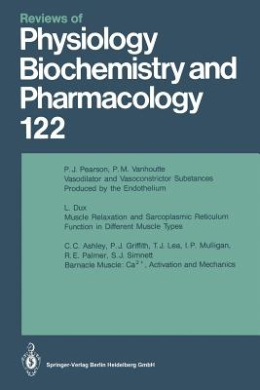 Reviews of
Physiology
Biochemistry and
Pharmacology
122
P. J. Pearson, P. M. Vanhoutte
Vasodilator and Vasoconstrictor Substances
Produced by the Endothelium
L. Dux
Muscle Relaxation and Sarcoplasmic Reticulum
Function in Different Muscle Types
C. C. Ashley, P. J. Griffith, T. J. Lea, I. P. Mulligan,
R. E. Palmer, S. J. Simnett
Barnacle Muscle: Ca²⁺, Activation and Mechanics
Springer-Verlag Berlin Heidelberg GmbH